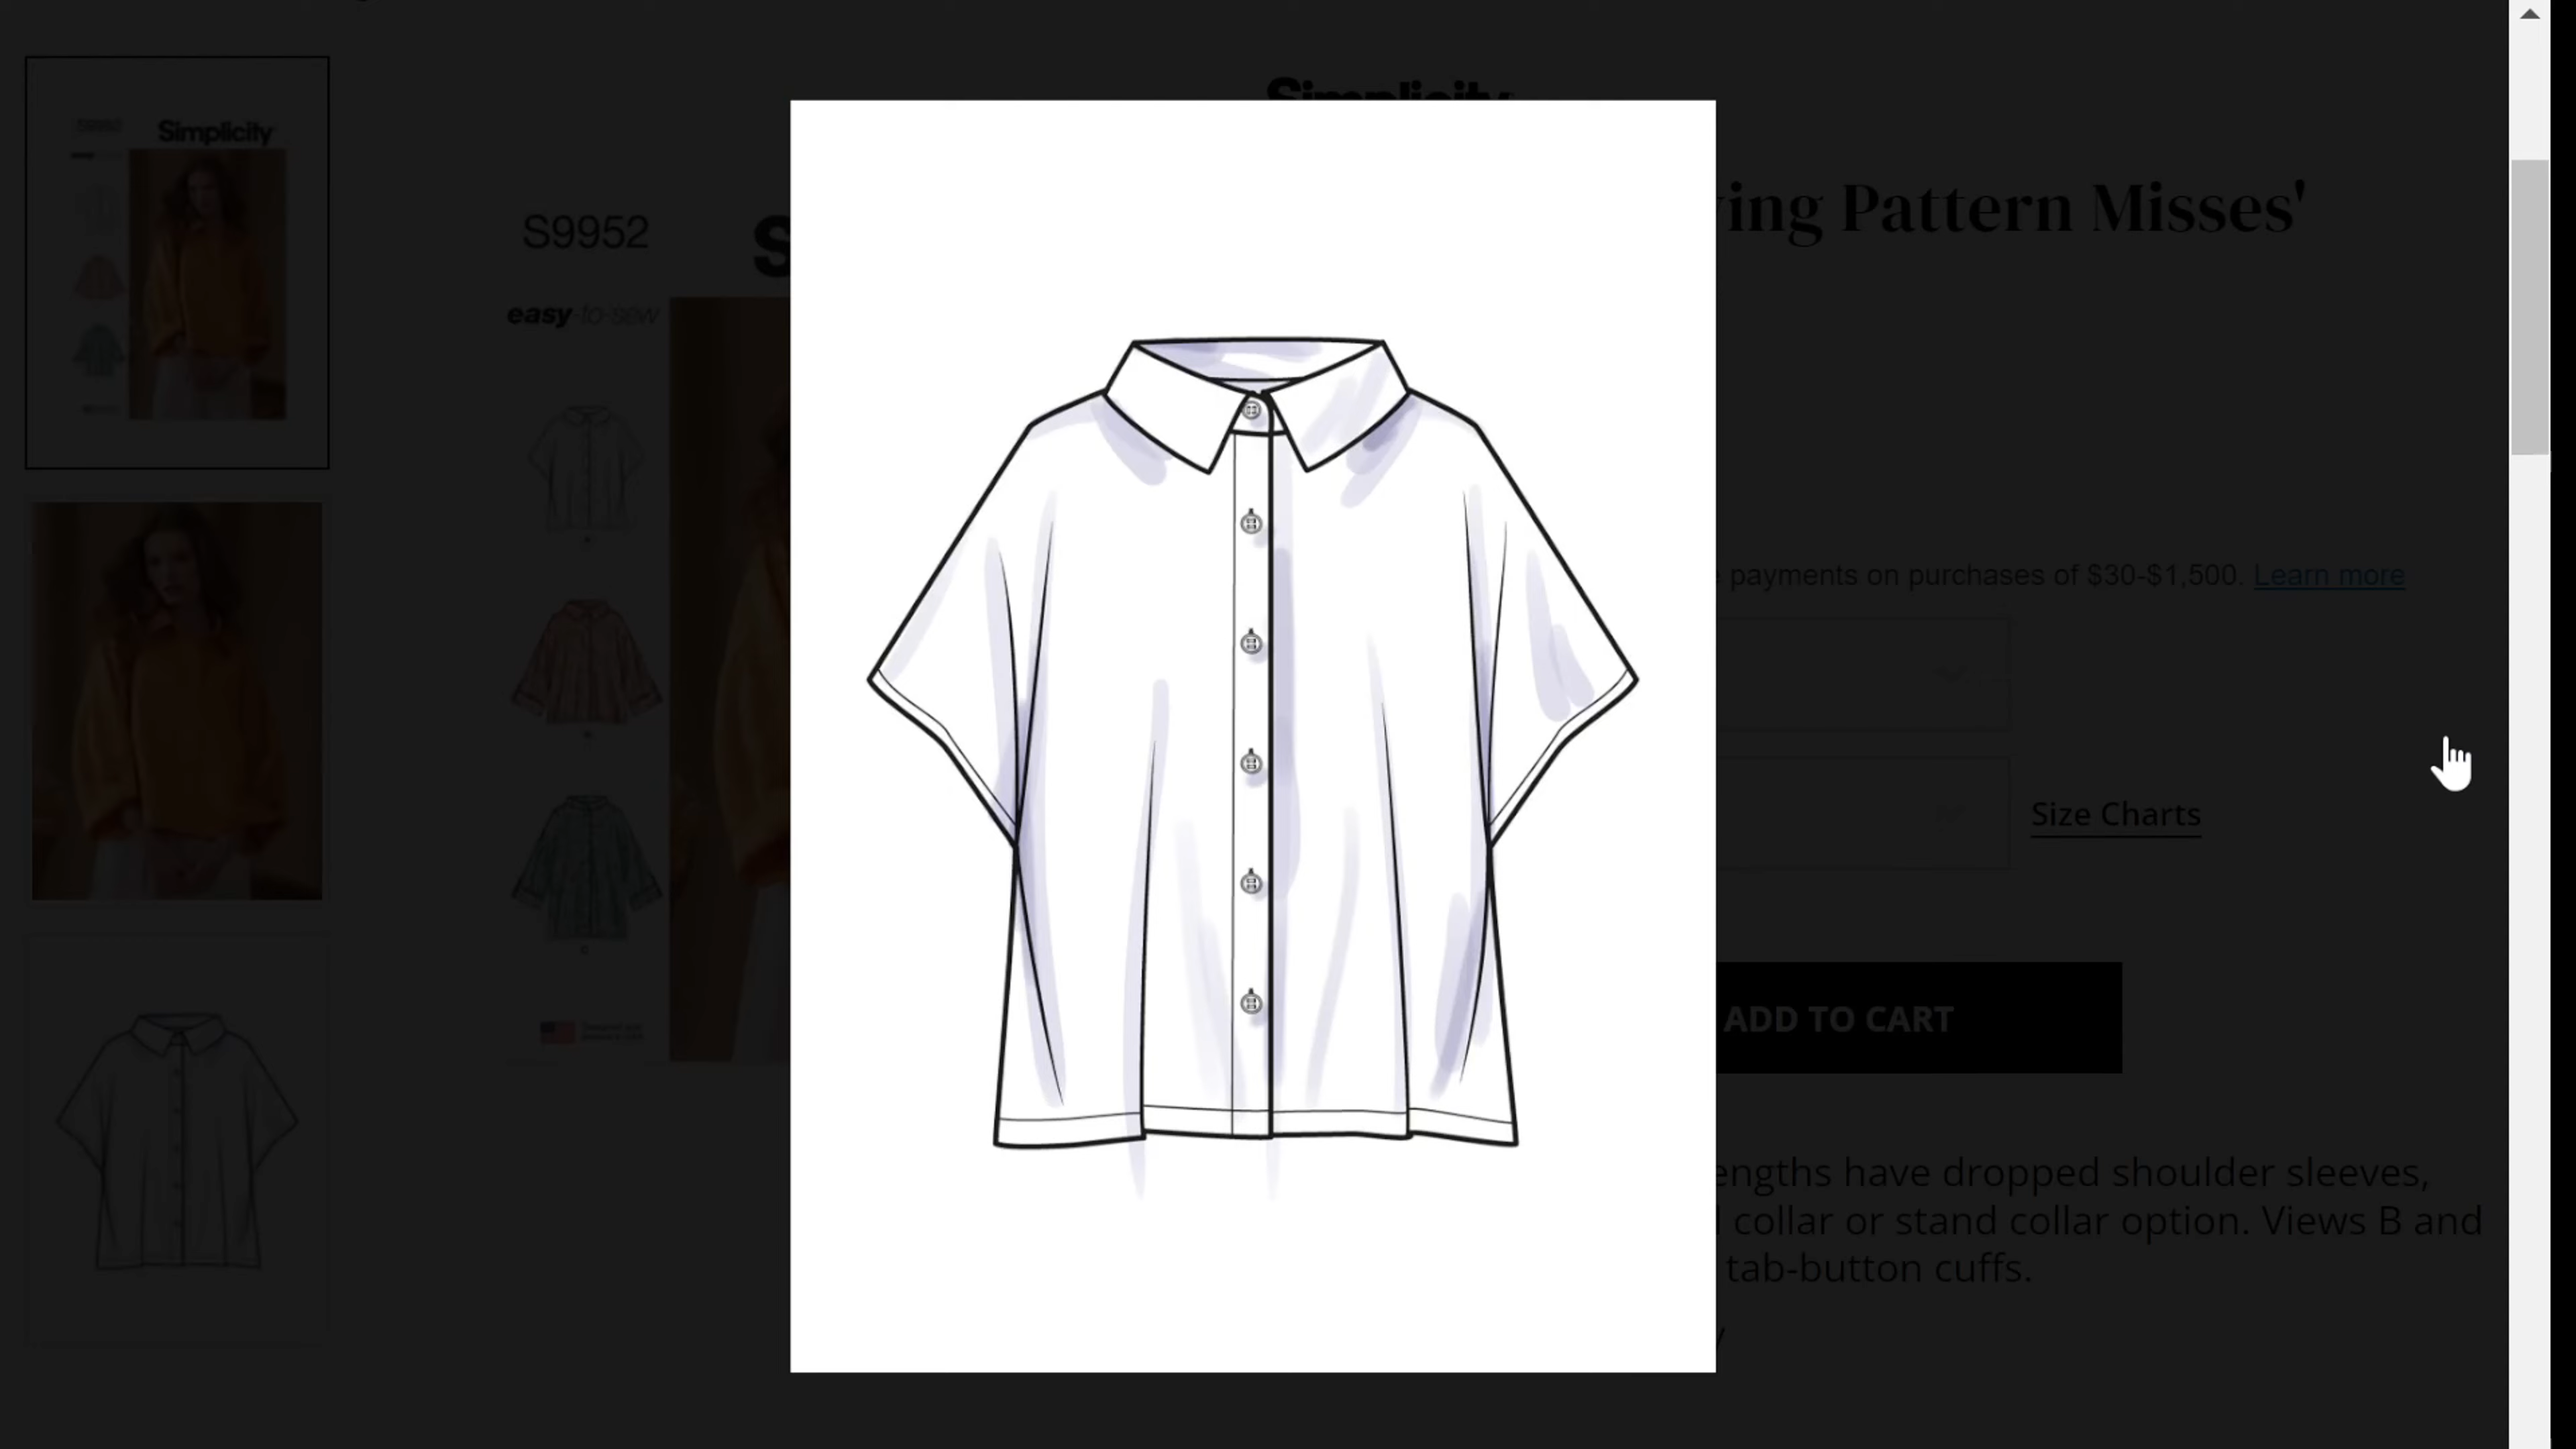 Simplicity
S9952
Simplicity
S
easy-to-sew
ing Pattern Misses'
payments on purchases of $30-$1,500. Learn more
Size Charts
ADD TO CART
engths have dropped shoulder sleeves,
collar or stand collar option. Views B and
tab-button cuffs.